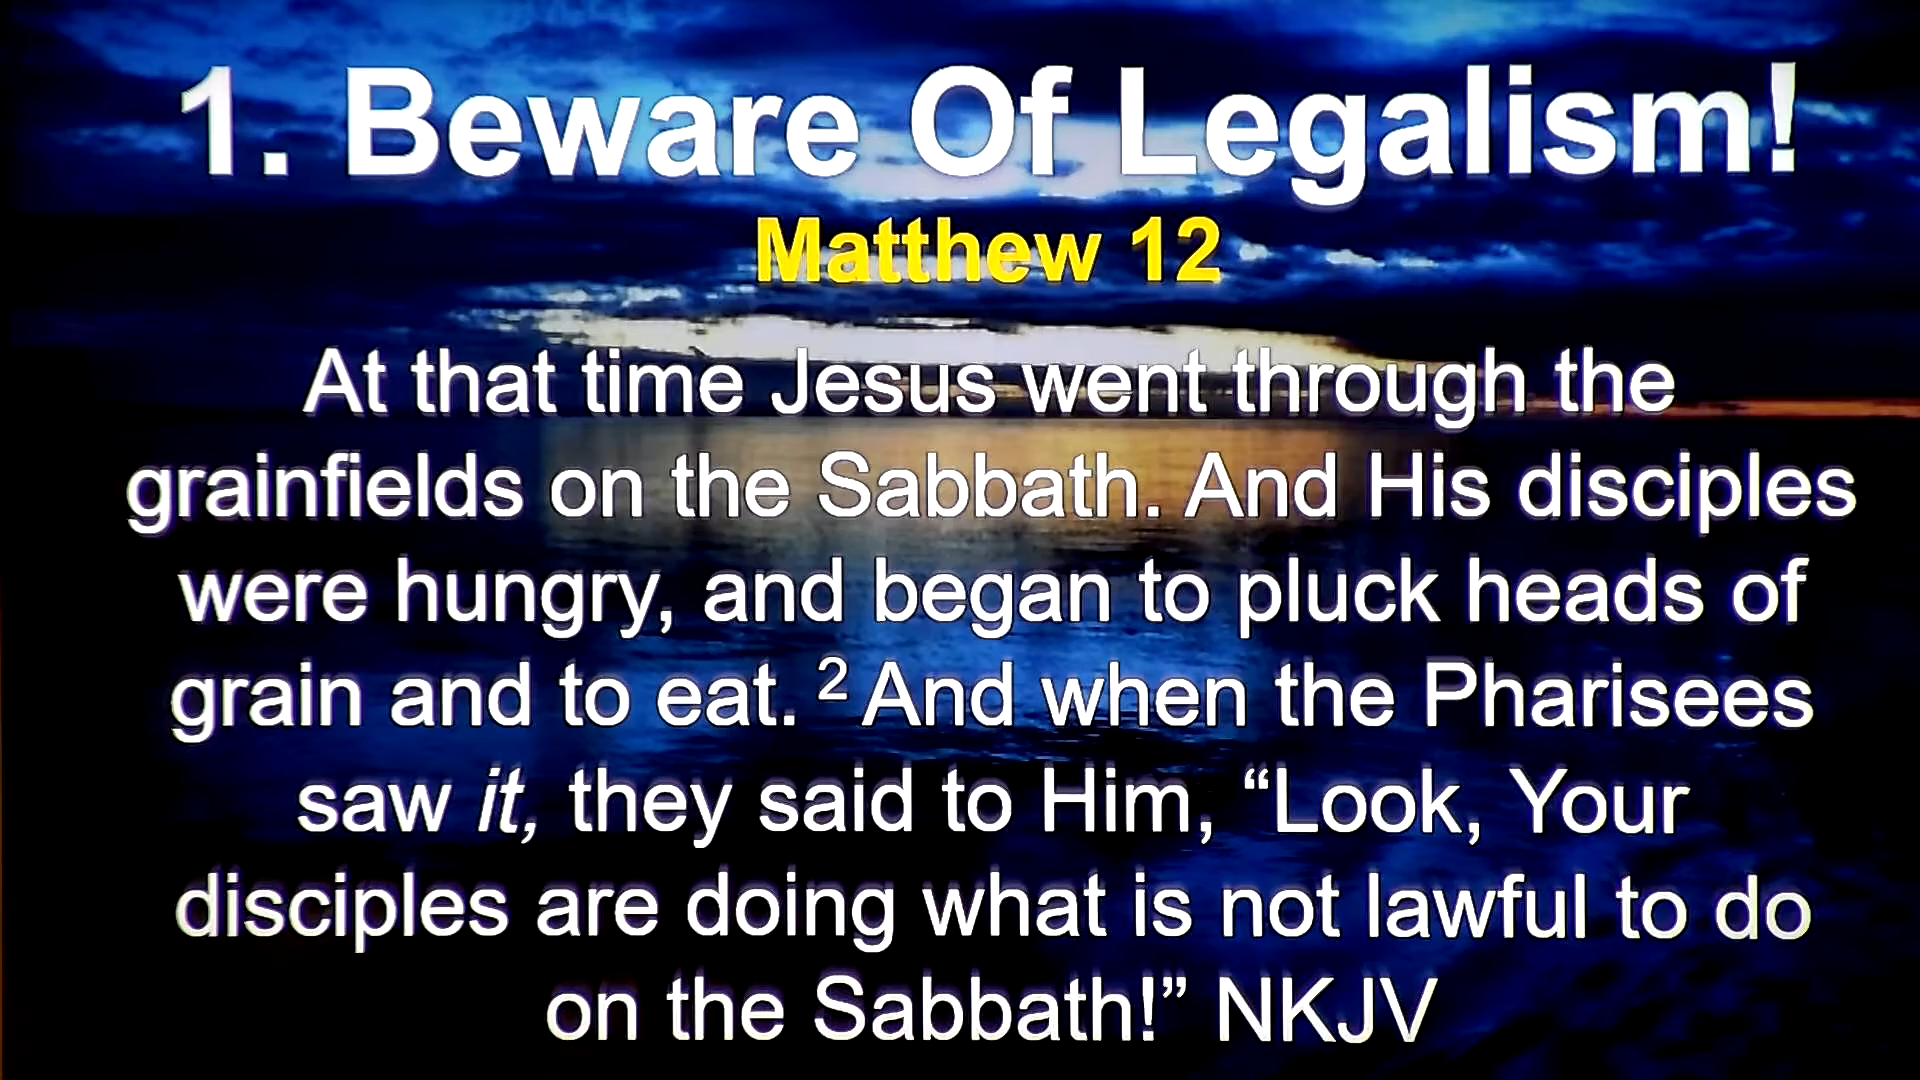 1. Beware Of Legalism!
Matthew 12
At that time Jesus went through the
grainfields on the Sabbath. And His disciples
were hungry, and began to pluck heads of
grain and to eat. ² And when the Pharisees
saw it, they said to Him, “Look, Your
disciples are doing what is not lawful to do
on the Sabbath!” NKJV